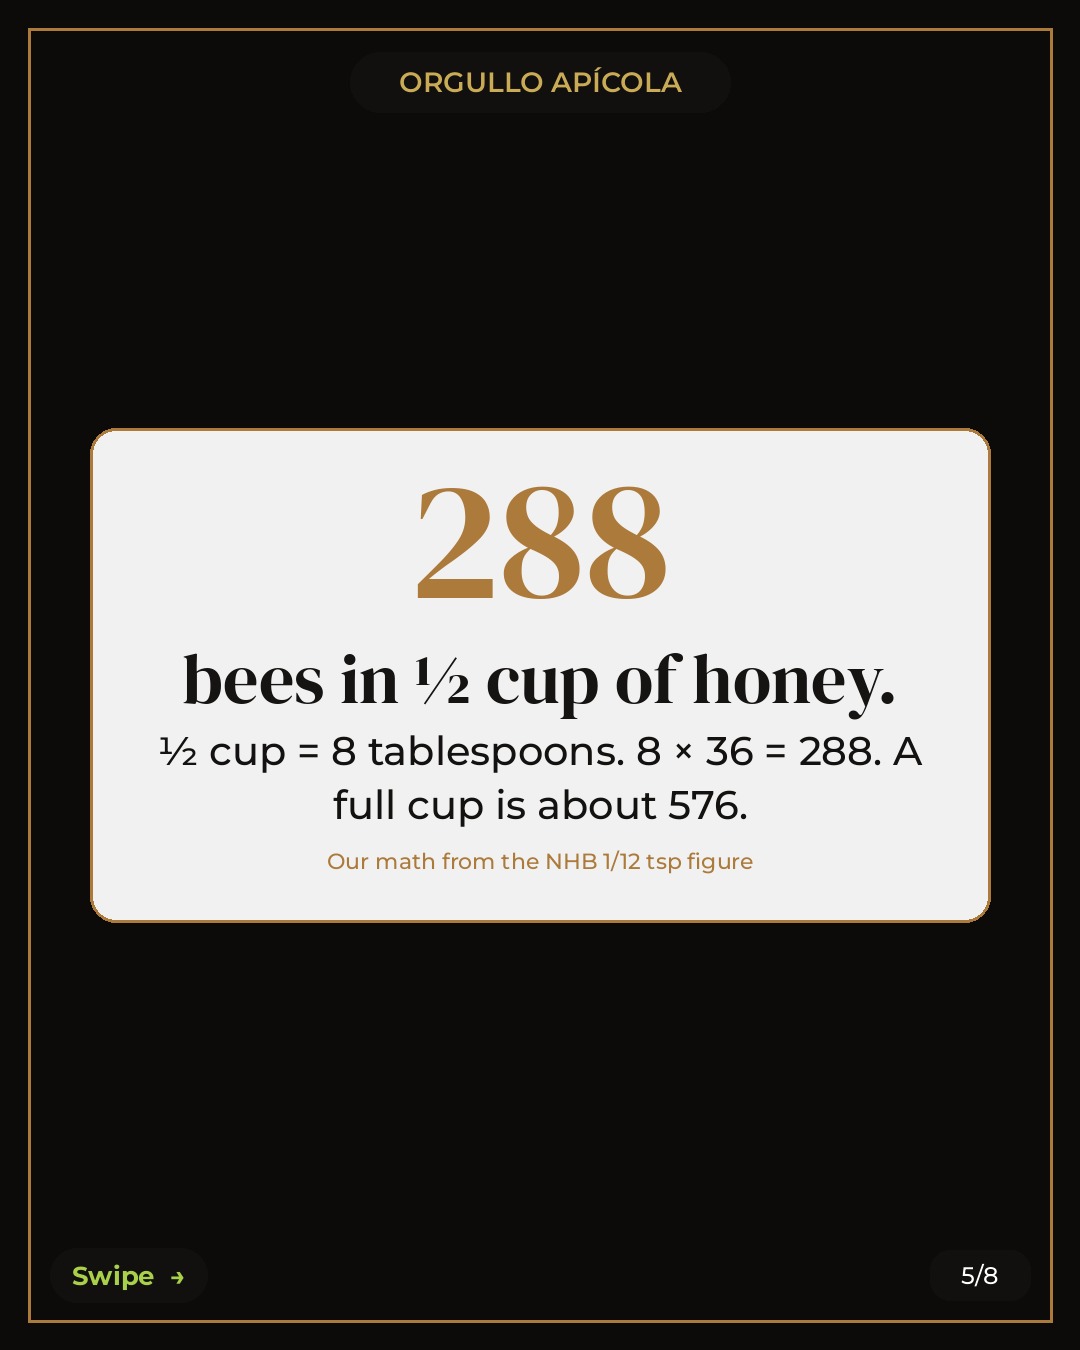 ORGULLO APÍCOLA
288
bees in ½ cup of honey.
½ cup = 8 tablespoons. 8 × 36 = 288. A
full cup is about 576.
Our math from the NHB 1/12 tsp figure
Swipe →
5/8